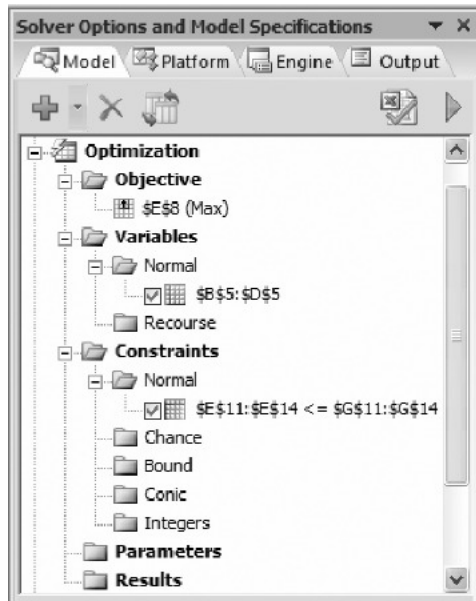 Solver Options and Model Specifications
Model Platform Engine Output
Optimization
Objective
$E$8 (Max)
Variables
Normal
$B$5:$D$5
Recourse
Constraints
Normal
$E$11:$E$14 <= $G$11:$G$14
Chance
Bound
Conic
Integers
Parameters
Results